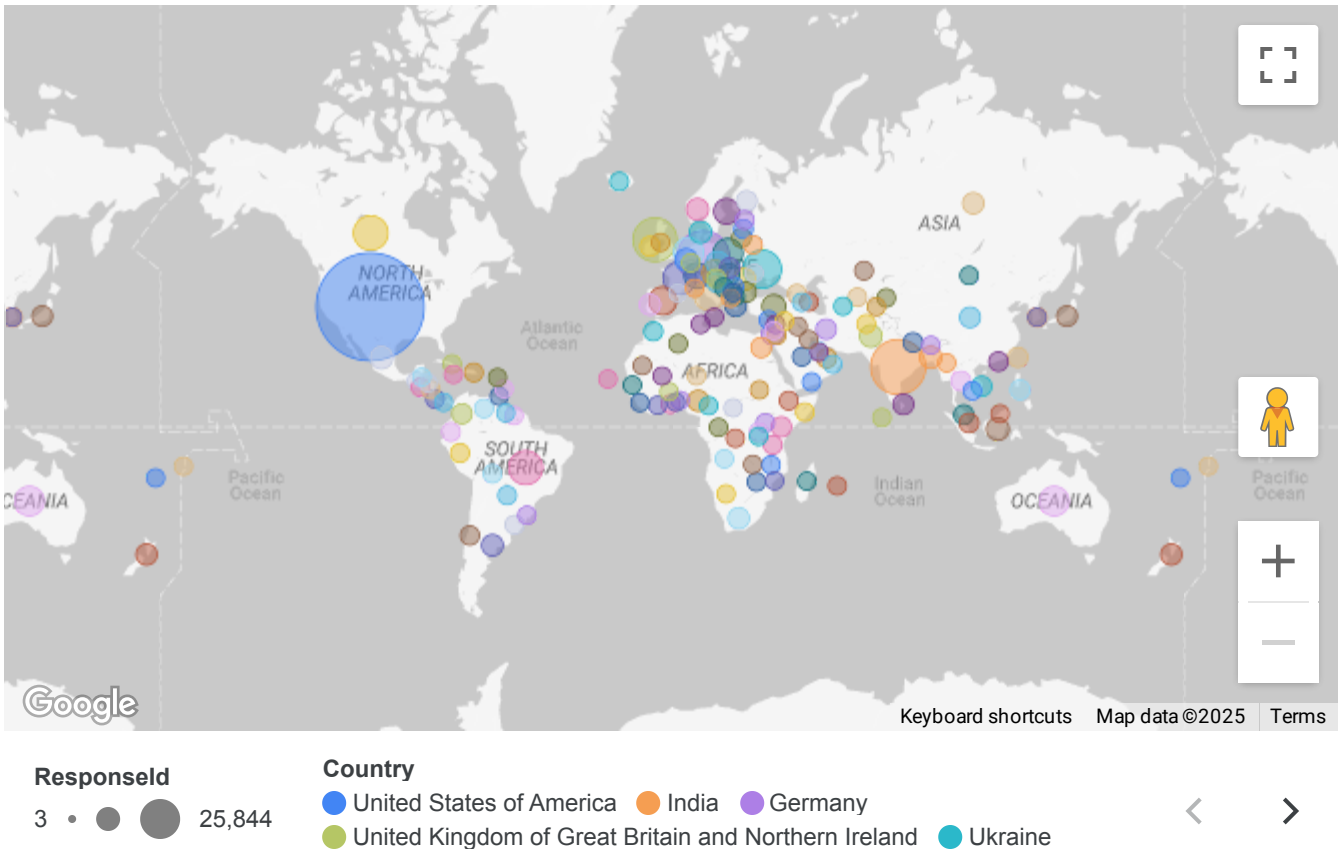 ASIA
NORTH
AMERICA
Atlantic
Ocean
AFRICA
SOUTH
AMERICA
Pacific
Ocean
Indian
Ocean
Pacific
Ocean
CEANIA
OCEANIA
Google
Keyboard shortcuts
Map data ©2025
Terms
ResponseId
3
25,844
Country
United States of America
India
Germany
United Kingdom of Great Britain and Northern Ireland
Ukraine